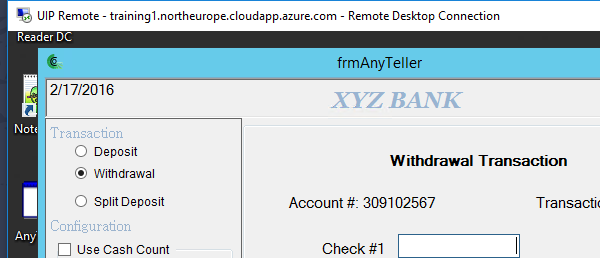 UIP Remote - training1.northeurope.cloudapp.azure.com - Remote Desktop Connection
Reader DC
frmAnyTeller
2/17/2016
XYZ BANK
Note
Transaction
Deposit
Withdrawal
Split Deposit
Configuration
Use Cash Count
Withdrawal Transaction
Account #: 309102567
Transactio
Check #1
Any